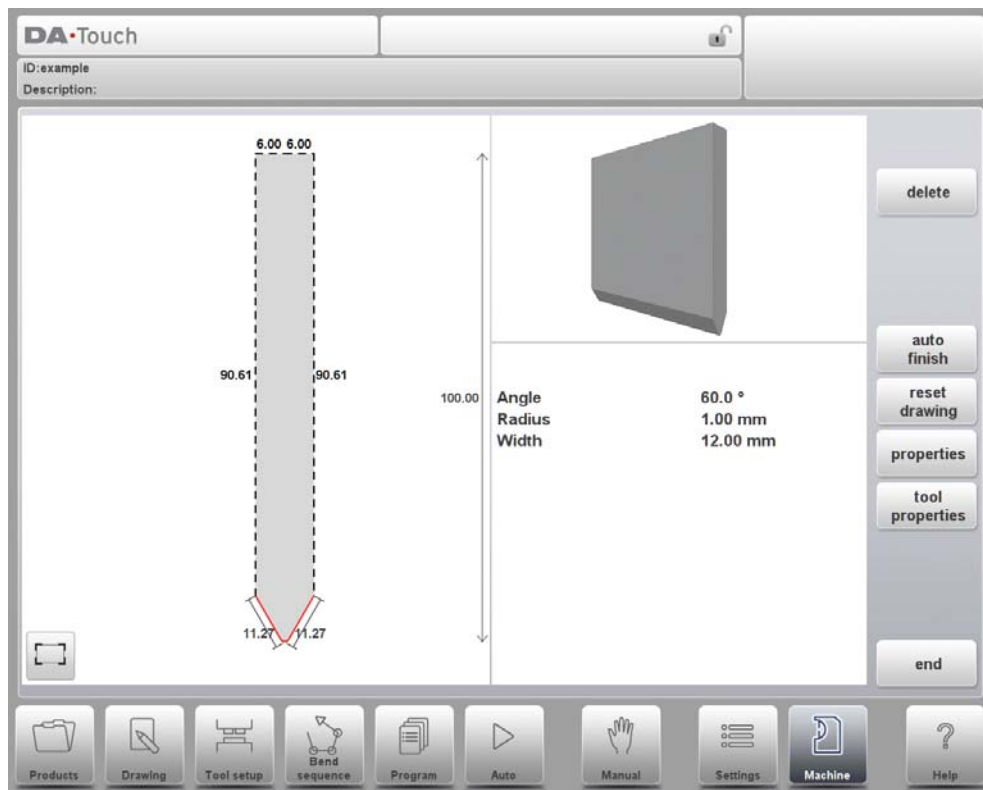 DA•Touch
ID:example
Description:
6.00 6.00
90.61 90.61
100.00
11.27 11.27
Angle 60.0 °
Radius 1.00 mm
Width 12.00 mm
delete
auto
finish
reset
drawing
properties
tool
properties
end
Products
Drawing
Tool setup
Bend
sequence
Program
Auto
Manual
Settings
Machine
Help